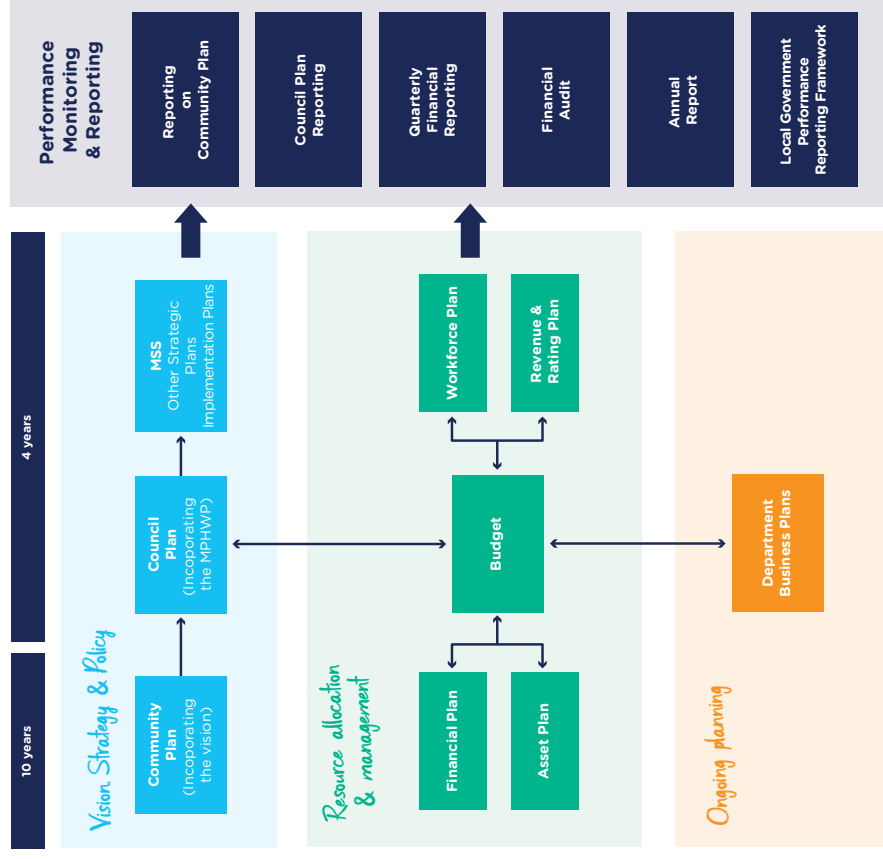 10 years
4 years
Performance
Monitoring
& Reporting
Vision, Strategy & Policy
Community
Plan
(Incoporating
the vision)
Council
Plan
(Incoporating
the MPHWP)
MSS
Other Strategic
Plans
Implementation Plans
Resource allocation
& management
Financial Plan
Asset Plan
Budget
Workforce Plan
Revenue &
Rating Plan
Ongoing planning
Department
Business Plans
Reporting
on
Community Plan
Council Plan
Reporting
Quarterly
Financial
Reporting
Financial
Audit
Annual
Report
Local Government
Performance
Reporting Framework